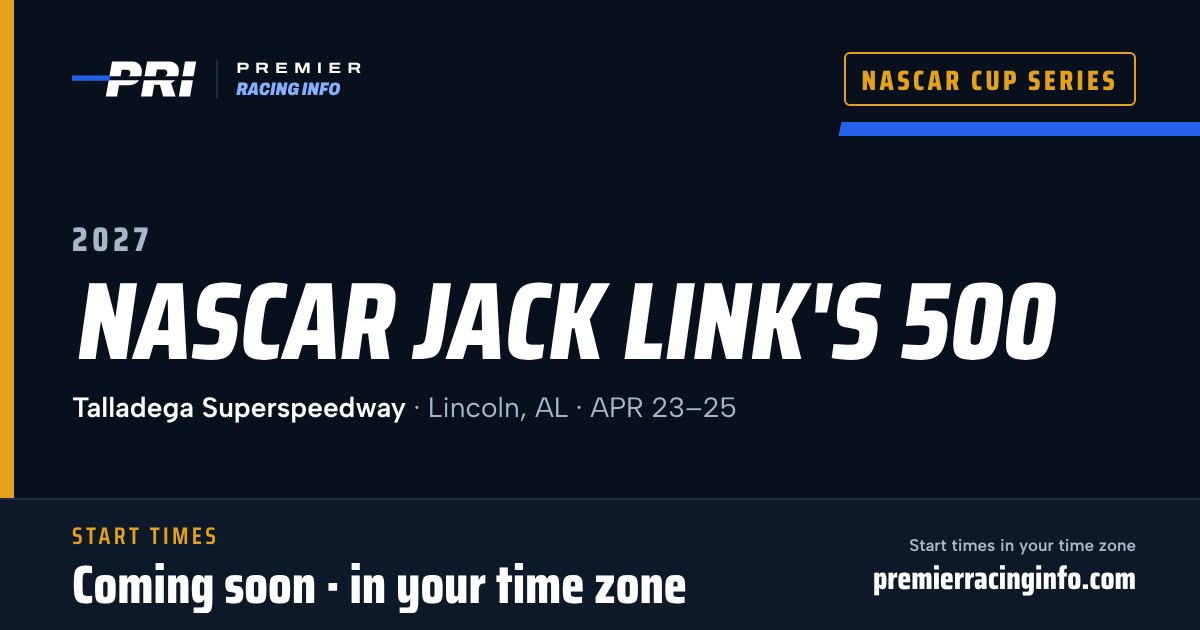 PRI
PREMIER
RACING INFO
NASCAR CUP SERIES
2027
NASCAR JACK LINK'S 500
Talladega Superspeedway · Lincoln, AL · APR 23–25
START TIMES
Coming soon · in your time zone
Start times in your time zone
premierracinginfo.com